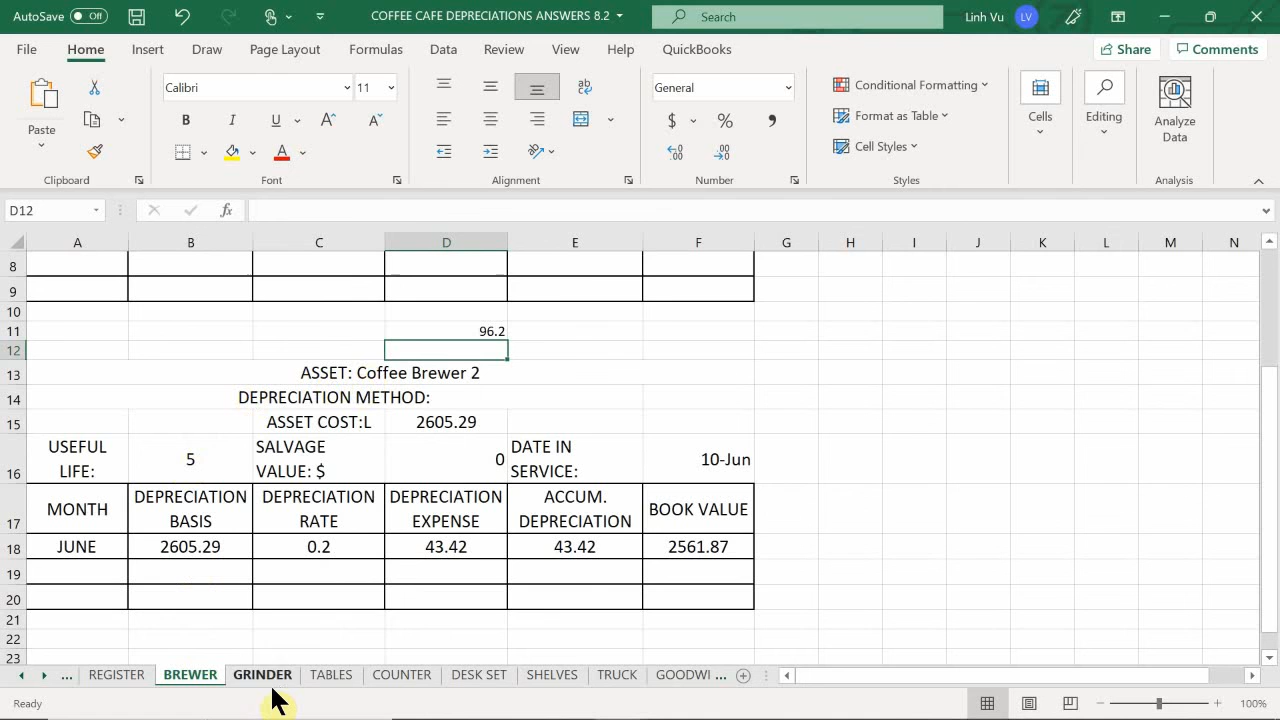 AutoSave Off COFFEE CAFE DEPRECIATIONS ANSWERS 8.2 Search Linh Vu LV
File Home Insert Draw Page Layout Formulas Data Review View Help QuickBooks Share Comments
Calibri 11 General Conditional Formatting
Paste B I U A A $ % , Format as Table Cells Editing Analyze
Data
Cell Styles
Clipboard Font Alignment Number Styles Analysis
D12 fx
A B C D E F G H I J K L M N
8
9
10
11 96.2
12
13 ASSET: Coffee Brewer 2
14 DEPRECIATION METHOD:
15 ASSET COST:L 2605.29
USEFUL SALVAGE DATE IN
16 LIFE: 5 VALUE: $ 0 SERVICE: 10-Jun
DEPRECIATION DEPRECIATION DEPRECIATION ACCUM.
17 MONTH BASIS RATE EXPENSE DEPRECIATION BOOK VALUE
18 JUNE 2605.29 0.2 43.42 43.42 2561.87
19
20
21
22
23
... REGISTER BREWER GRINDER TABLES COUNTER DESK SET SHELVES TRUCK GOODWI ...
Ready 100%